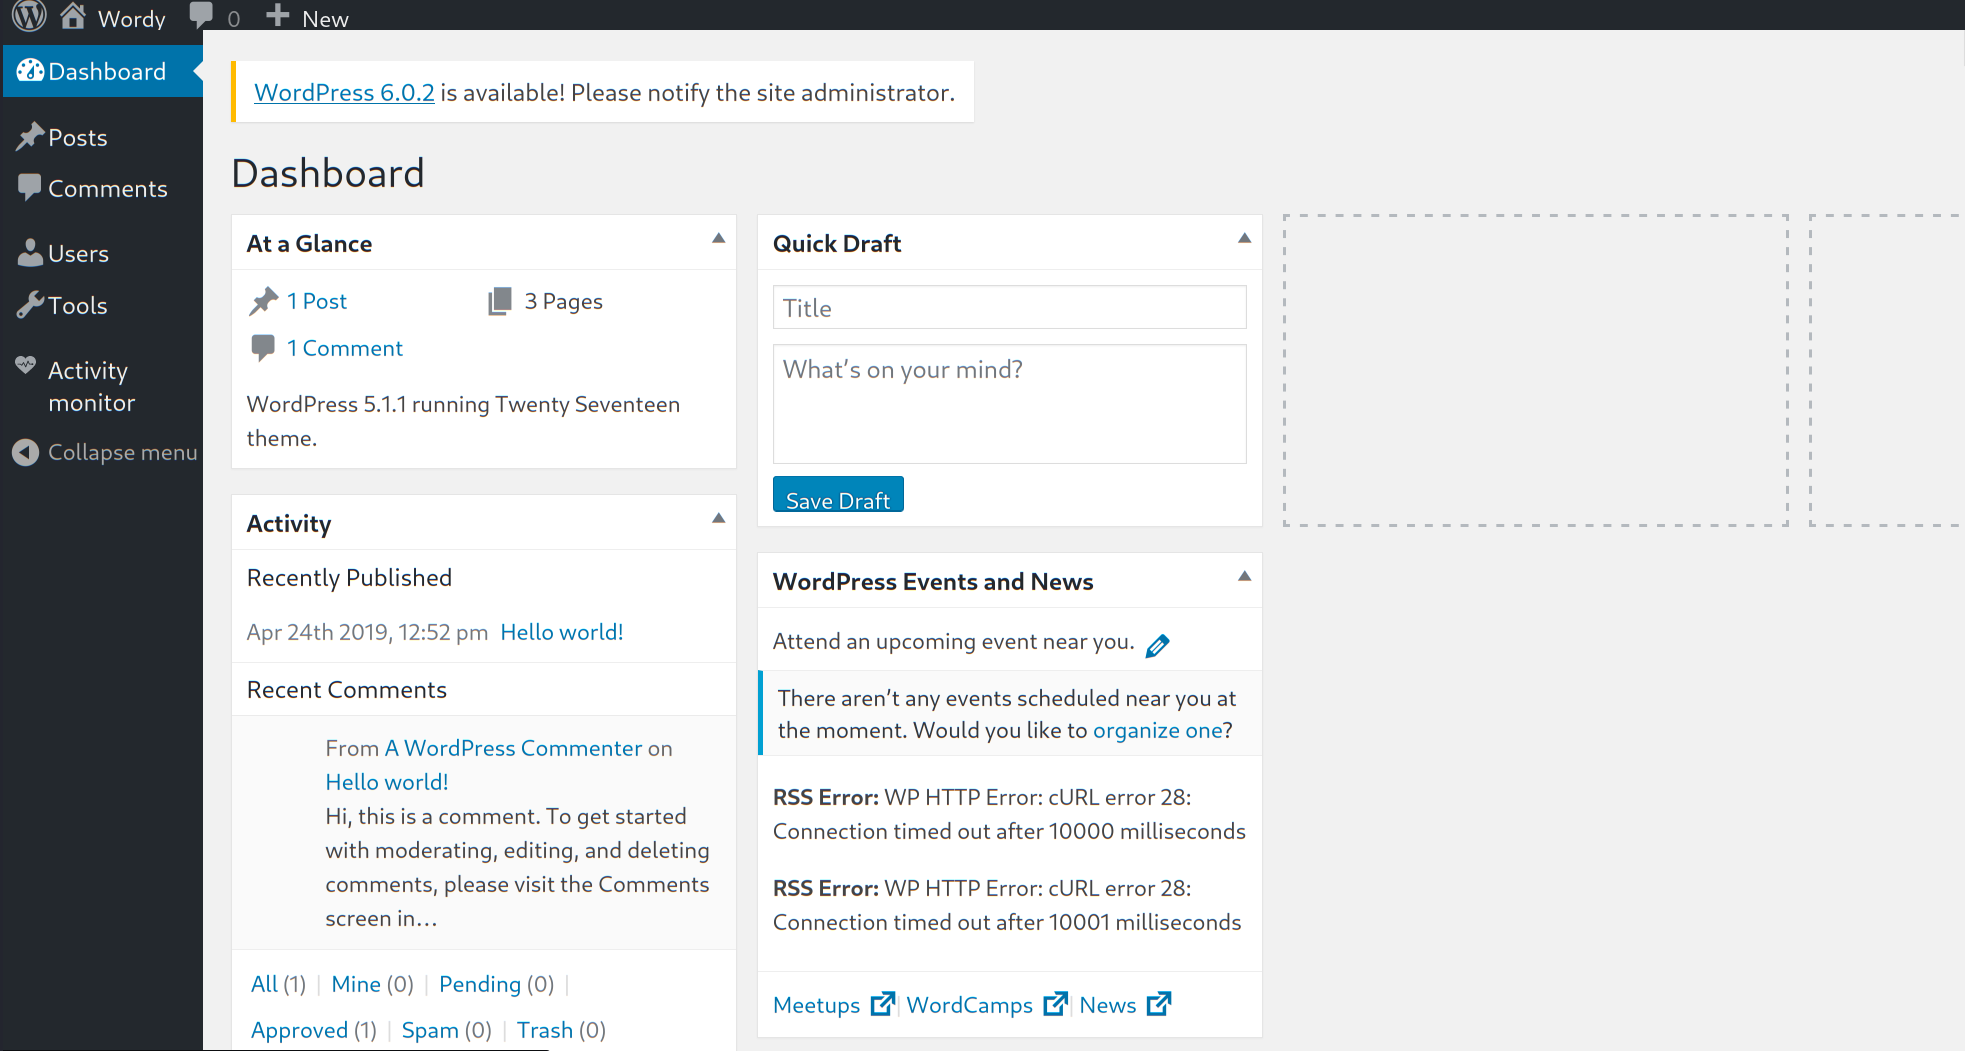 Wordy 0 New
Dashboard
Posts
Comments
Users
Tools
Activity
monitor
Collapse menu
WordPress 6.0.2 is available! Please notify the site administrator.
Dashboard
At a Glance
1 Post
3 Pages
1 Comment
WordPress 5.1.1 running Twenty Seventeen
theme.
Activity
Recently Published
Apr 24th 2019, 12:52 pm Hello world!
Recent Comments
From A WordPress Commenter on
Hello world!
Hi, this is a comment. To get started
with moderating, editing, and deleting
comments, please visit the Comments
screen in…
All (1) | Mine (0) | Pending (0) |
Approved (1) | Spam (0) | Trash (0)
Quick Draft
Title
What’s on your mind?
Save Draft
WordPress Events and News
Attend an upcoming event near you.
There aren’t any events scheduled near you at
the moment. Would you like to organize one?
RSS Error: WP HTTP Error: cURL error 28:
Connection timed out after 10000 milliseconds
RSS Error: WP HTTP Error: cURL error 28:
Connection timed out after 10001 milliseconds
Meetups | WordCamps | News